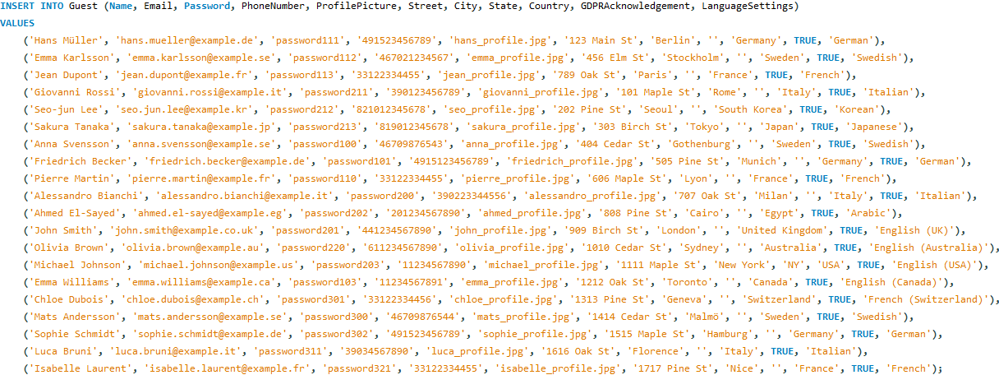 INSERT INTO Guest (Name, Email, Password, PhoneNumber, ProfilePicture, Street, City, State, Country, GDPRAcknowledgement, LanguageSettings)
VALUES
('Hans Müller', 'hans.mueller@example.de', 'password111', '491523456789', 'hans_profile.jpg', '123 Main St', 'Berlin', '', 'Germany', TRUE, 'German'),
('Emma Karlsson', 'emma.karlsson@example.se', 'password112', '467021234567', 'emma_profile.jpg', '456 Elm St', 'Stockholm', '', 'Sweden', TRUE, 'Swedish'),
('Jean Dupont', 'jean.dupont@example.fr', 'password113', '33122334455', 'jean_profile.jpg', '789 Oak St', 'Paris', '', 'France', TRUE, 'French'),
('Giovanni Rossi', 'giovanni.rossi@example.it', 'password211', '390123456789', 'giovanni_profile.jpg', '101 Maple St', 'Rome', '', 'Italy', TRUE, 'Italian'),
('Seo-jun Lee', 'seo.jun.lee@example.kr', 'password212', '821012345678', 'seo_profile.jpg', '202 Pine St', 'Seoul', '', 'South Korea', TRUE, 'Korean'),
('Sakura Tanaka', 'sakura.tanaka@example.jp', 'password213', '819012345678', 'sakura_profile.jpg', '303 Birch St', 'Tokyo', '', 'Japan', TRUE, 'Japanese'),
('Anna Svensson', 'anna.svensson@example.se', 'password100', '46709876543', 'anna_profile.jpg', '404 Cedar St', 'Gothenburg', '', 'Sweden', TRUE, 'Swedish'),
('Friedrich Becker', 'friedrich.becker@example.de', 'password101', '4915123456789', 'friedrich_profile.jpg', '505 Pine St', 'Munich', '', 'Germany', TRUE, 'German'),
('Pierre Martin', 'pierre.martin@example.fr', 'password110', '33122334455', 'pierre_profile.jpg', '606 Maple St', 'Lyon', '', 'France', TRUE, 'French'),
('Alessandro Bianchi', 'alessandro.bianchi@example.it', 'password200', '390223344556', 'alessandro_profile.jpg', '707 Oak St', 'Milan', '', 'Italy', TRUE, 'Italian'),
('Ahmed El-Sayed', 'ahmed.el-sayed@example.eg', 'password202', '201234567890', 'ahmed_profile.jpg', '808 Pine St', 'Cairo', '', 'Egypt', TRUE, 'Arabic'),
('John Smith', 'john.smith@example.co.uk', 'password201', '441234567890', 'john_profile.jpg', '909 Birch St', 'London', '', 'United Kingdom', TRUE, 'English (UK)'),
('Olivia Brown', 'olivia.brown@example.au', 'password220', '611234567890', 'olivia_profile.jpg', '1010 Cedar St', 'Sydney', '', 'Australia', TRUE, 'English (Australia)'),
('Michael Johnson', 'michael.johnson@example.us', 'password203', '11234567890', 'michael_profile.jpg', '1111 Maple St', 'New York', 'NY', 'USA', TRUE, 'English (USA)'),
('Emma Williams', 'emma.williams@example.ca', 'password103', '11234567891', 'emma_profile.jpg', '1212 Oak St', 'Toronto', '', 'Canada', TRUE, 'English (Canada)'),
('Chloe Dubois', 'chloe.dubois@example.ch', 'password301', '33122334456', 'chloe_profile.jpg', '1313 Pine St', 'Geneva', '', 'Switzerland', TRUE, 'French (Switzerland)'),
('Mats Andersson', 'mats.andersson@example.se', 'password300', '46709876544', 'mats_profile.jpg', '1414 Cedar St', 'Malmö', '', 'Sweden', TRUE, 'Swedish'),
('Sophie Schmidt', 'sophie.schmidt@example.de', 'password302', '491523456789', 'sophie_profile.jpg', '1515 Maple St', 'Hamburg', '', 'Germany', TRUE, 'German'),
('Luca Bruni', 'luca.bruni@example.it', 'password311', '39034567890', 'luca_profile.jpg', '1616 Oak St', 'Florence', '', 'Italy', TRUE, 'Italian'),
('Isabelle Laurent', 'isabelle.laurent@example.fr', 'password321', '33122334455', 'isabelle_profile.jpg', '1717 Pine St', 'Nice', '', 'France', TRUE, 'French');